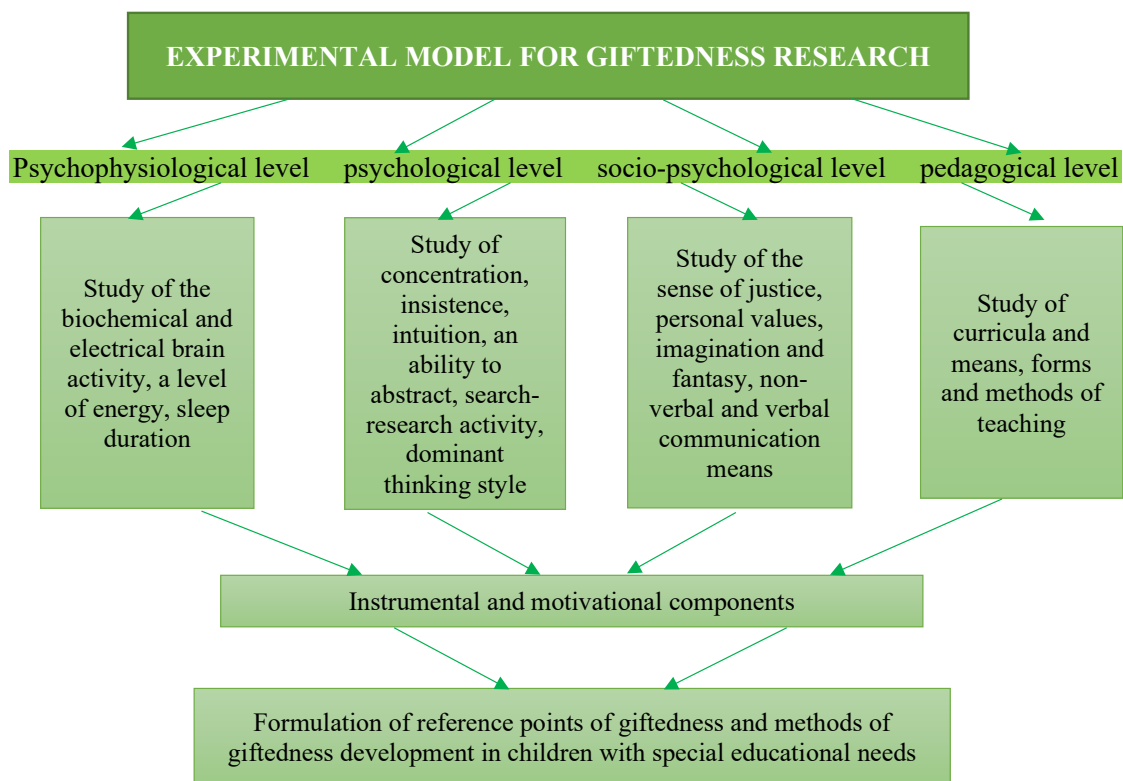 EXPERIMENTAL MODEL FOR GIFTEDNESS RESEARCH
Psychophysiological level
psychological level
socio-psychological level
pedagogical level
Study of the
biochemical and
electrical brain
activity, a level
of energy, sleep
duration
Study of
concentration,
insistence,
intuition, an
ability to
abstract, search-
research activity,
dominant
thinking style
Study of the
sense of justice,
personal values,
imagination and
fantasy, non-
verbal and verbal
communication
means
Study of
curricula and
means, forms
and methods of
teaching
Instrumental and motivational components
Formulation of reference points of giftedness and methods of
giftedness development in children with special educational needs